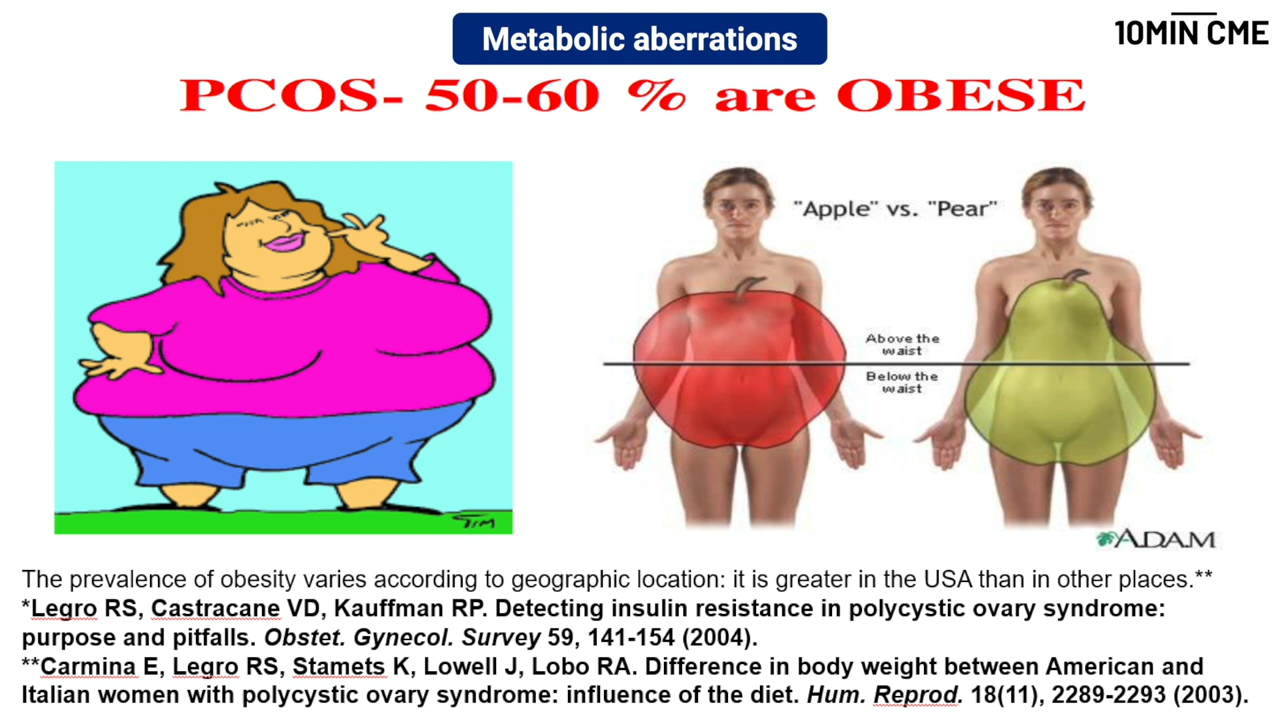 Metabolic aberrations
10MIN CME
PCOS- 50-60 % are OBESE
"Apple" vs. "Pear"
Above the
waist
Below the
waist
TIM
ADAM
The prevalence of obesity varies according to geographic location: it is greater in the USA than in other places.**
*Legro RS, Castracane VD, Kauffman RP. Detecting insulin resistance in polycystic ovary syndrome:
purpose and pitfalls. Obstet. Gynecol. Survey 59, 141-154 (2004).
**Carmina E, Legro RS, Stamets K, Lowell J, Lobo RA. Difference in body weight between American and
Italian women with polycystic ovary syndrome: influence of the diet. Hum. Reprod. 18(11), 2289-2293 (2003).